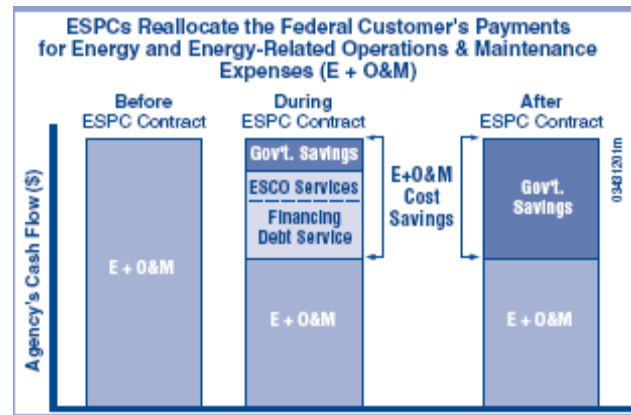 ESPCs Reallocate the Federal Customer's Payments
for Energy and Energy-Related Operations & Maintenance
Expenses (E + O&M)
Before
ESPC Contract
During
ESPC Contract
After
ESPC Contract
Agency's Cash Flow ($)
E + O&M
Gov't. Savings
ESCO Services
Financing
Debt Service
E + O&M
E+O&M
Cost
Savings
Gov't.
Savings
E + O&M
03481201m